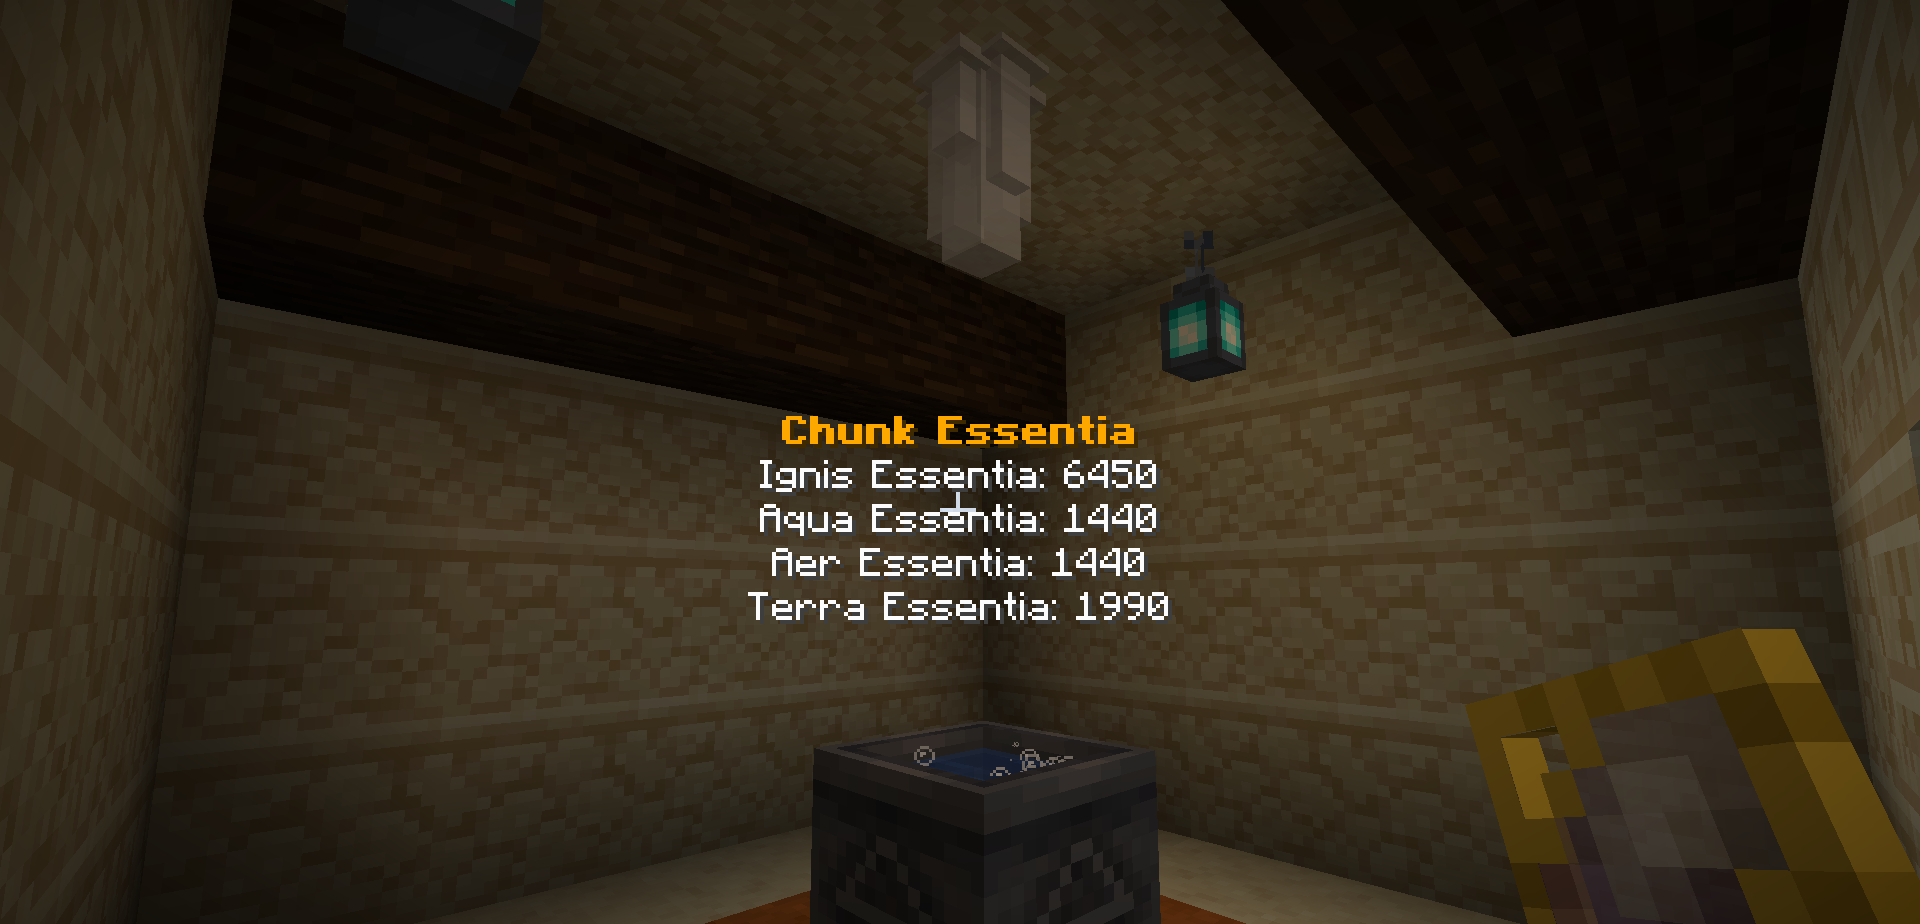 Chunk Essentia
Ignis Essentia: 6450
Aqua Essentia: 1440
Aer Essentia: 1440
Terra Essentia: 1990